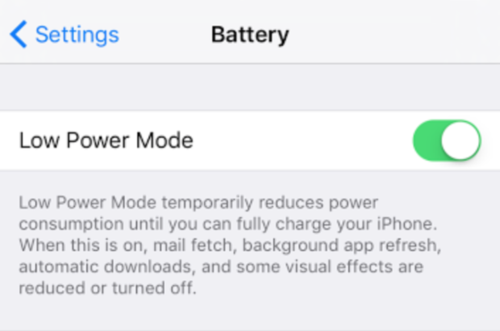 Settings
Battery
Low Power Mode
Low Power Mode temporarily reduces power
consumption until you can fully charge your iPhone.
When this is on, mail fetch, background app refresh,
automatic downloads, and some visual effects are
reduced or turned off.